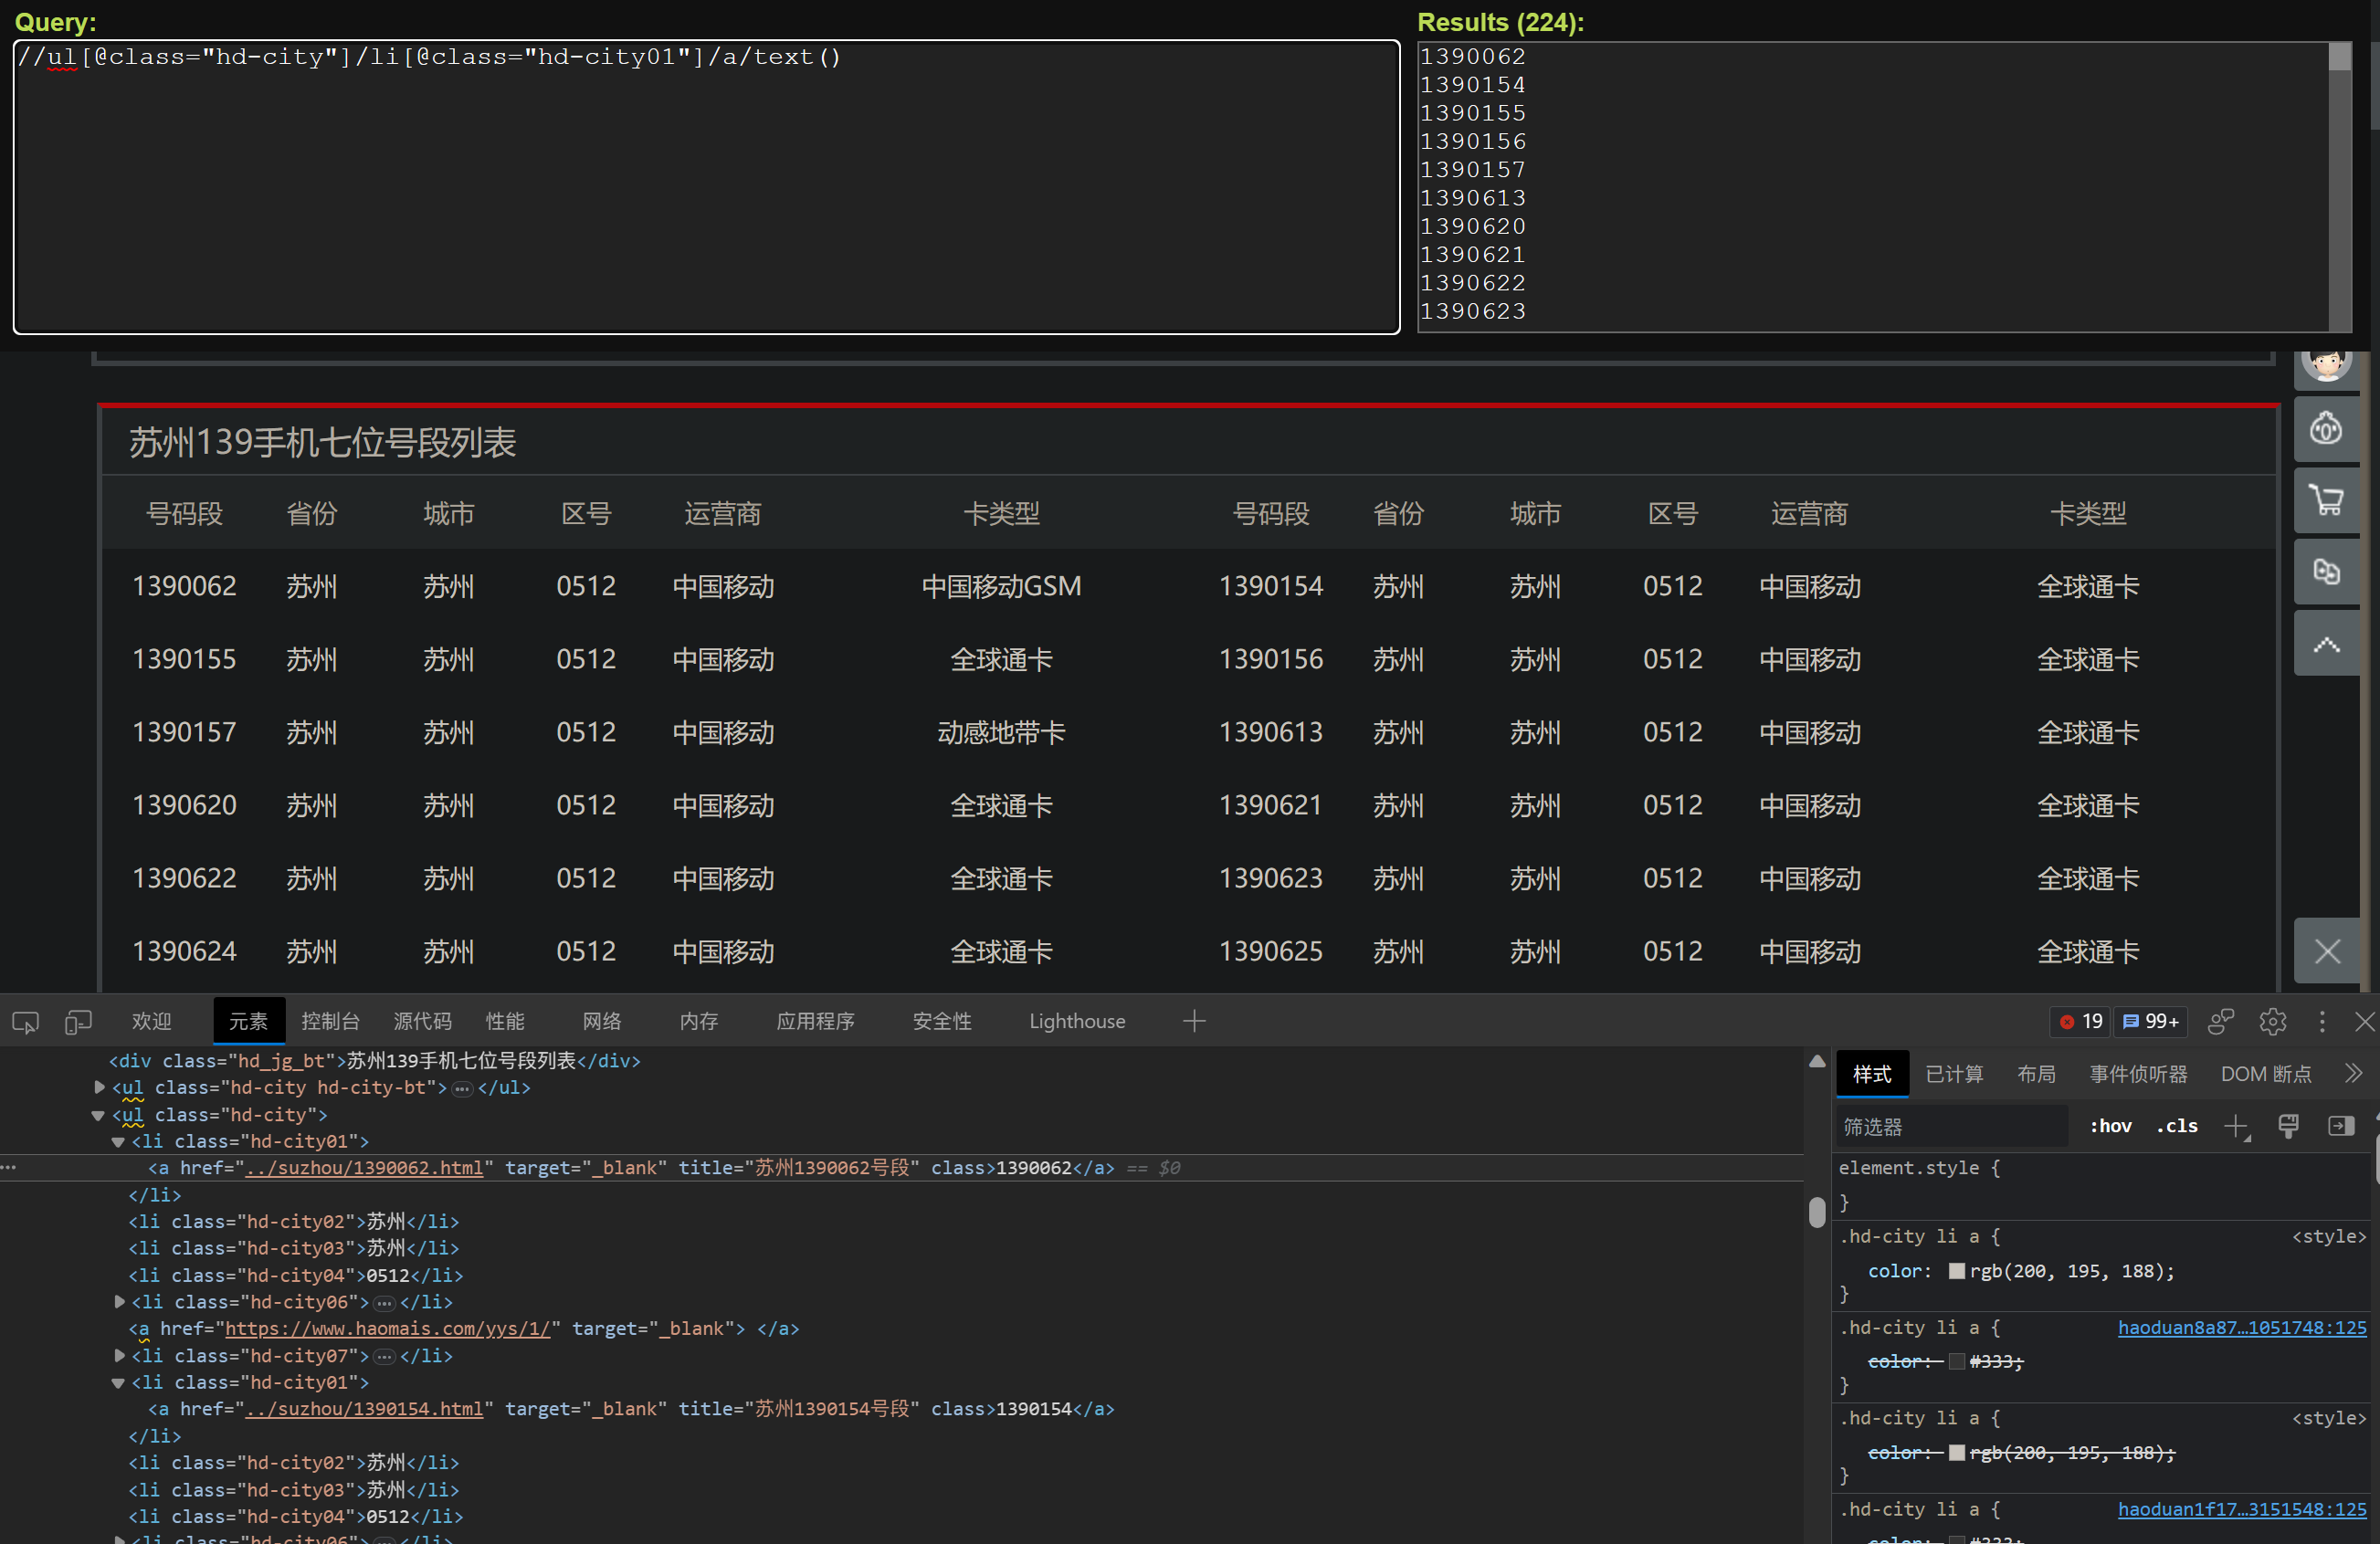 Query:
//ul[@class="hd-city"]/li[@class="hd-city01"]/a/text()
Results (224):
1390062
1390154
1390155
1390156
1390157
1390613
1390620
1390621
1390622
1390623
苏州139手机七位号段列表
号码段 省份 城市 区号 运营商 卡类型 号码段 省份 城市 区号 运营商 卡类型
1390062 苏州 苏州 0512 中国移动 中国移动GSM 1390154 苏州 苏州 0512 中国移动 全球通卡
1390155 苏州 苏州 0512 中国移动 全球通卡 1390156 苏州 苏州 0512 中国移动 全球通卡
1390157 苏州 苏州 0512 中国移动 动感地带卡 1390613 苏州 苏州 0512 中国移动 全球通卡
1390620 苏州 苏州 0512 中国移动 全球通卡 1390621 苏州 苏州 0512 中国移动 全球通卡
1390622 苏州 苏州 0512 中国移动 全球通卡 1390623 苏州 苏州 0512 中国移动 全球通卡
1390624 苏州 苏州 0512 中国移动 全球通卡 1390625 苏州 苏州 0512 中国移动 全球通卡
欢迎 元素 控制台 源代码 性能 网络 内存 应用程序 安全性 Lighthouse 19 99+
<div class="hd_jg_bt">苏州139手机七位号段列表</div>
<ul class="hd-city hd-city-bt">…</ul>
<ul class="hd-city">
<li class="hd-city01">
<a href="../suzhou/1390062.html" target="_blank" title="苏州1390062号段" class>1390062</a> == $0
</li>
<li class="hd-city02">苏州</li>
<li class="hd-city03">苏州</li>
<li class="hd-city04">0512</li>
<li class="hd-city06">…</li>
<a href="https://www.haomais.com/yys/1/" target="_blank"> </a>
<li class="hd-city07">…</li>
<li class="hd-city01">
<a href="../suzhou/1390154.html" target="_blank" title="苏州1390154号段" class>1390154</a>
</li>
<li class="hd-city02">苏州</li>
<li class="hd-city03">苏州</li>
<li class="hd-city04">0512</li>
<li class="hd-city06">…</li>
样式 已计算 布局 事件侦听器 DOM 断点
筛选器 :hov .cls
element.style {
}
.hd-city li a { <style>
color: rgb(200, 195, 188);
}
.hd-city li a { haoduan8a87…1051748:125
color: #333;
}
.hd-city li a { <style>
color: rgb(200, 195, 188);
}
.hd-city li a { haoduan1f17…3151548:125
color: #333;